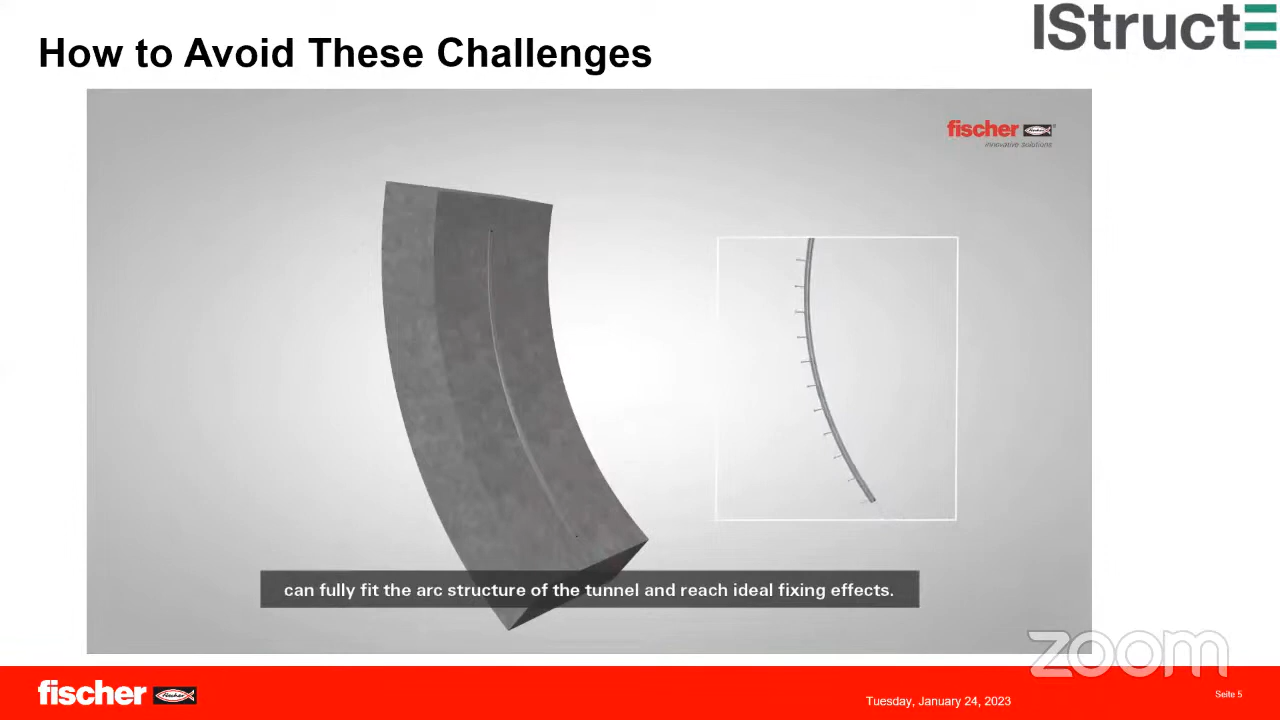 IStructE
How to Avoid These Challenges
fischer
innovative solutions
can fully fit the arc structure of the tunnel and reach ideal fixing effects.
zoom
fischer
Tuesday, January 24, 2023
Seite 5